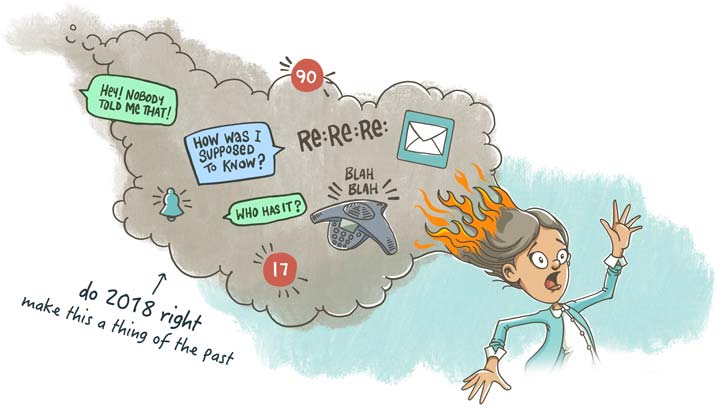 90
HEY! NOBODY
TOLD ME THAT!
Re:Re:Re:
HOW WAS I
SUPPOSED
TO KNOW?
BLAH
BLAH
WHO HAS IT?
17
do 2018 right
make this a thing of the past